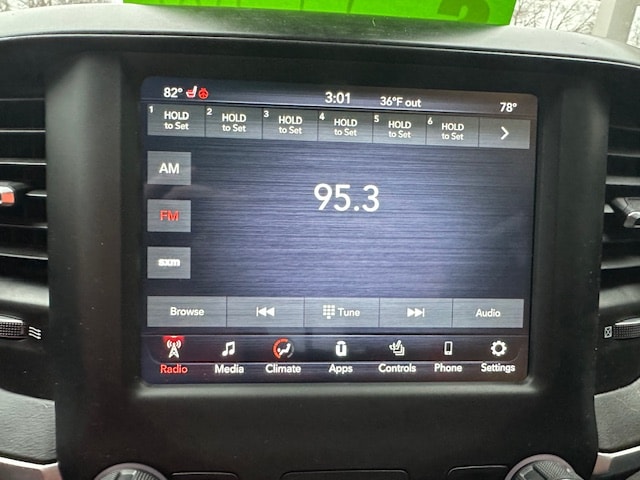 82° 3:01 36°F out 78°
1 HOLD to Set 2 HOLD to Set 3 HOLD to Set 4 HOLD to Set 5 HOLD to Set 6 HOLD to Set
AM
95.3
FM
sxm
Browse Tune Audio
Radio Media Climate Apps Controls Phone Settings